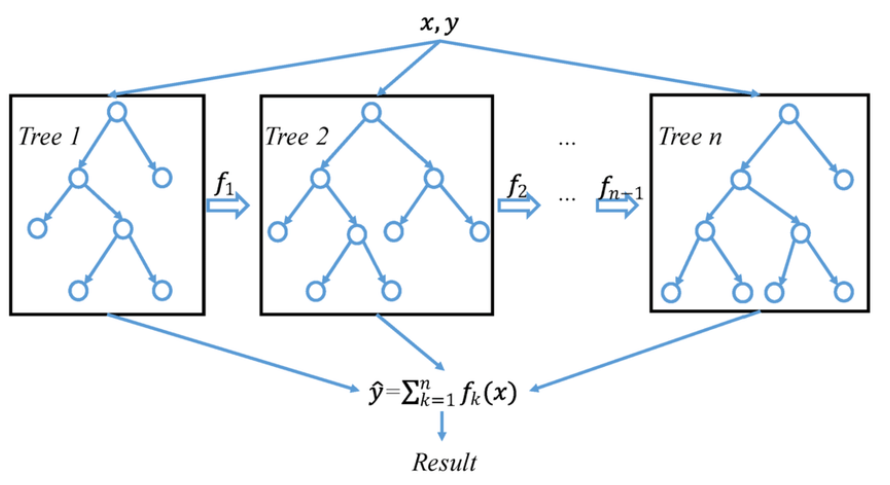 x, y
Tree 1
Tree 2
...
Tree n
f₁
f₂
...
fₙ₋₁
ŷ=∑ⁿₖ₌₁ fₖ(x)
Result